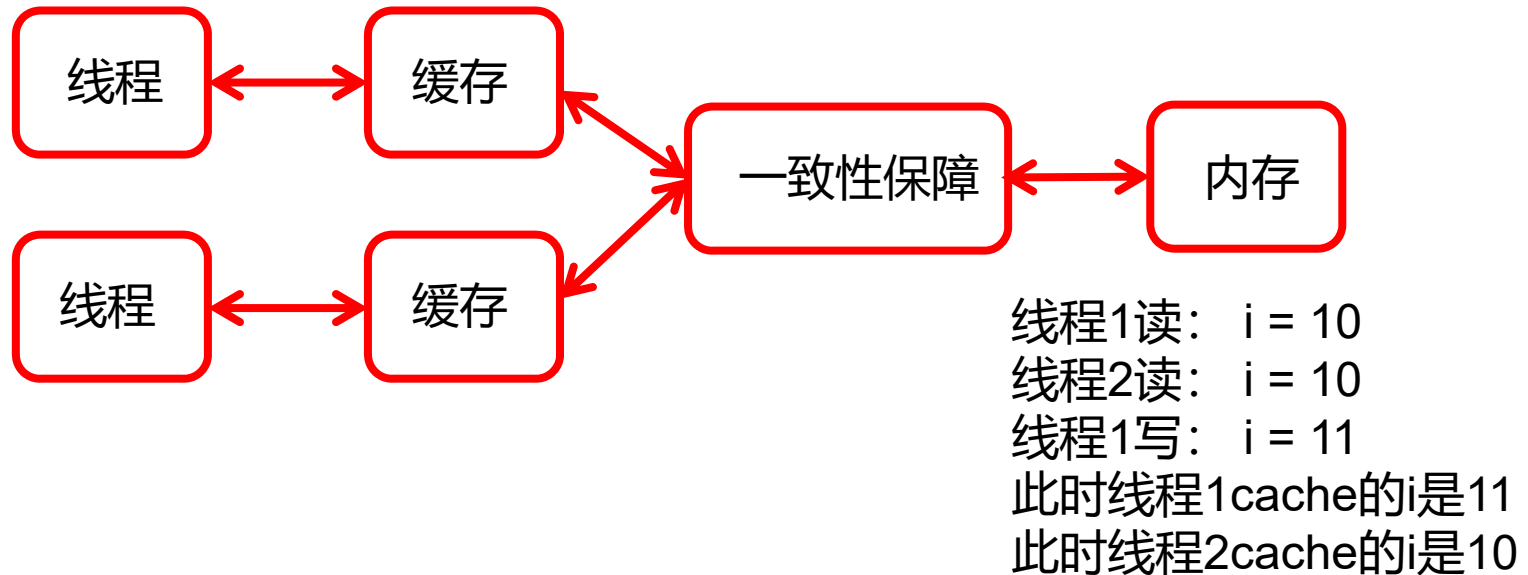 线程
缓存
一致性保障
内存
线程
缓存
线程1读： i = 10
线程2读： i = 10
线程1写： i = 11
此时线程1cache的i是11
此时线程2cache的i是10